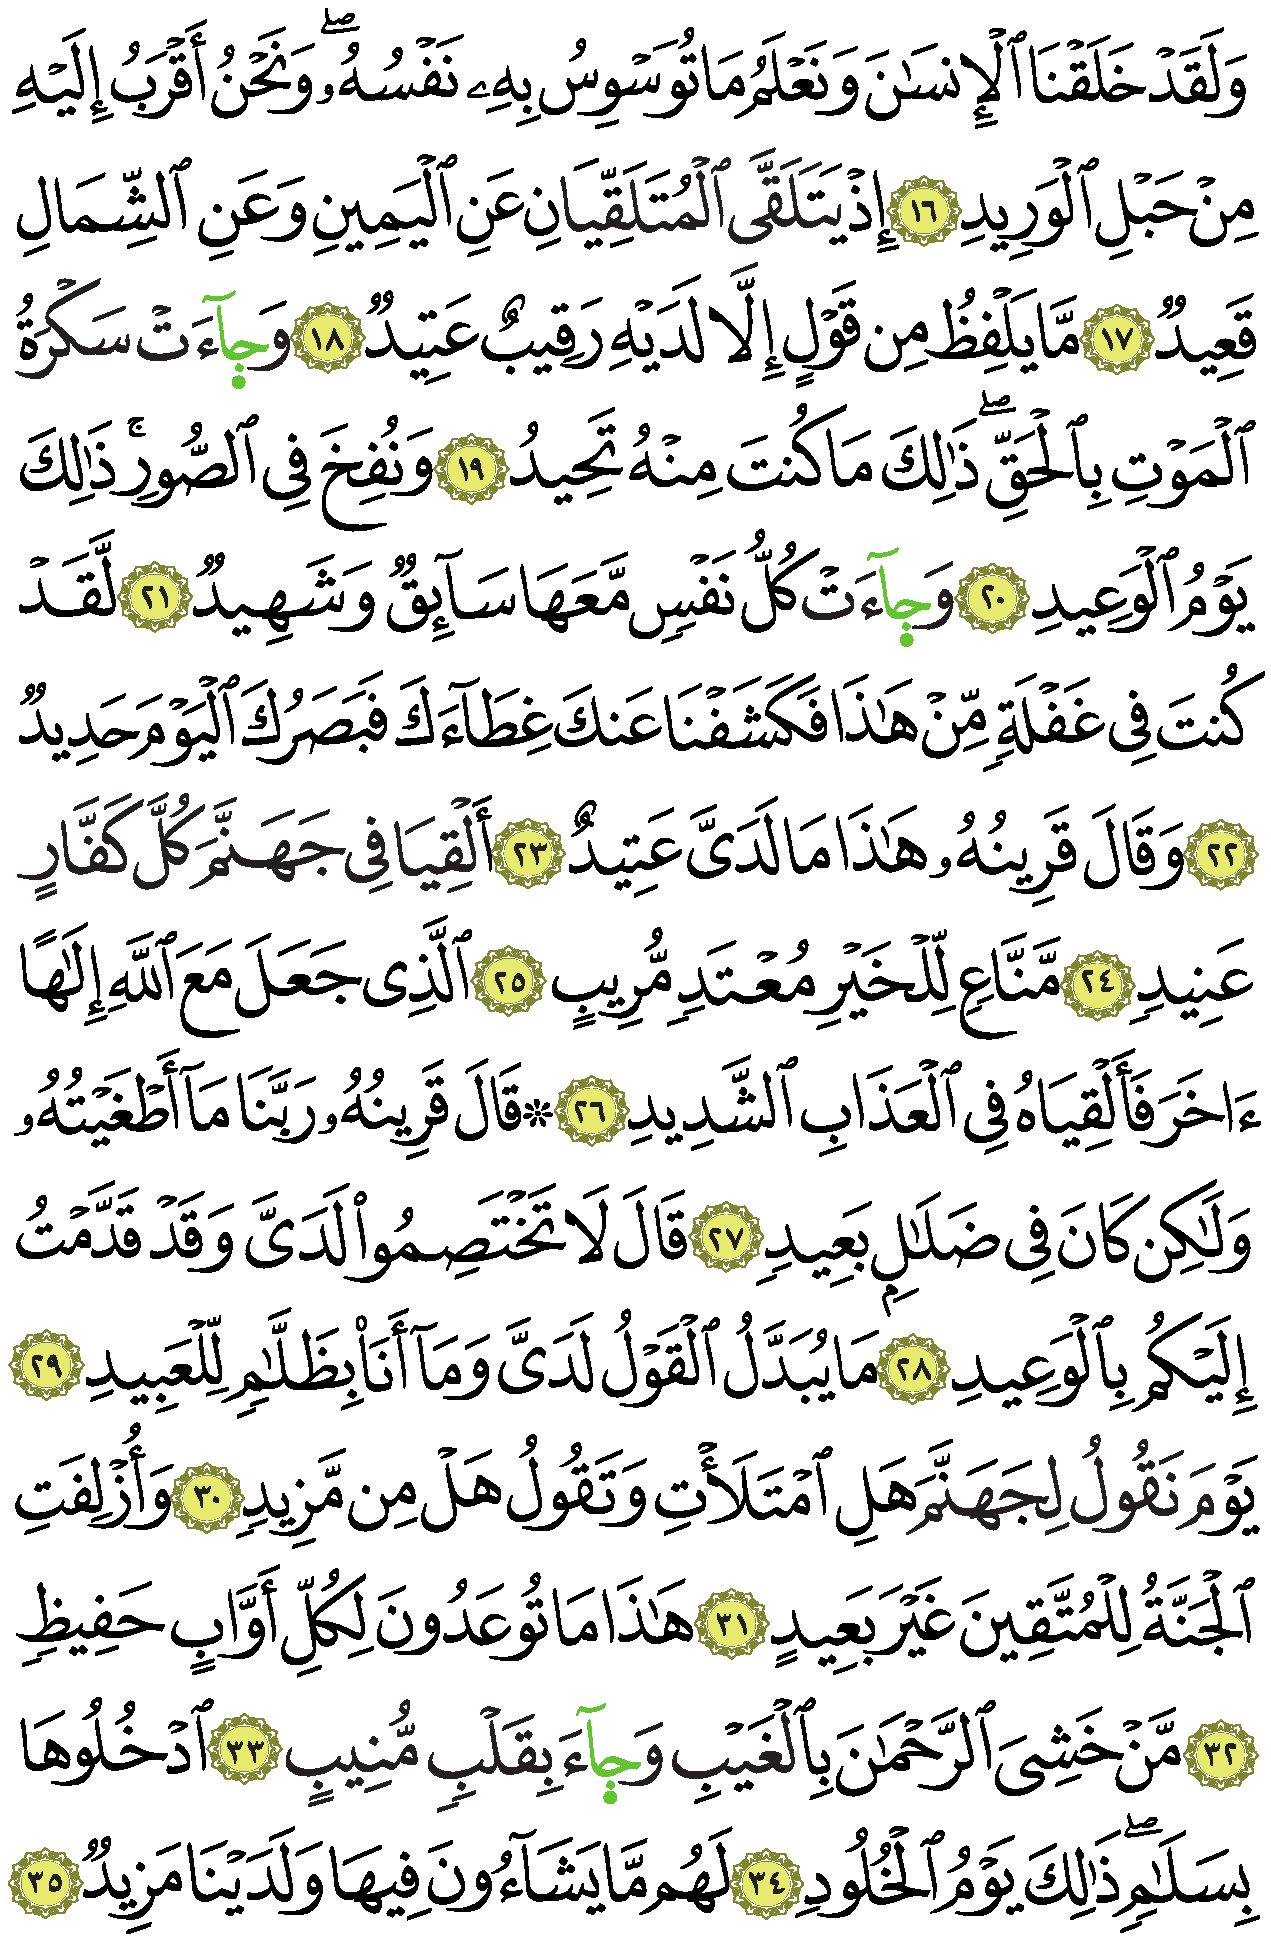 وَلَقَدْ خَلَقْنَا ٱلْإِنسَٰنَ وَنَعْلَمُ مَا تُوَسْوِسُ بِهِۦ نَفْسُهُۥ ۖ وَنَحْنُ أَقْرَبُ إِلَيْهِ
مِنْ حَبْلِ ٱلْوَرِيدِ ١٦ إِذْ يَتَلَقَّى ٱلْمُتَلَقِّيَانِ عَنِ ٱلْيَمِينِ وَعَنِ ٱلشِّمَالِ
قَعِيدٌ ١٧ مَّا يَلْفِظُ مِن قَوْلٍ إِلَّا لَدَيْهِ رَقِيبٌ عَتِيدٌ ١٨ وَجَآءَتْ سَكْرَةُ
ٱلْمَوْتِ بِٱلْحَقِّ ۖ ذَٰلِكَ مَا كُنتَ مِنْهُ تَحِيدُ ١٩ وَنُفِخَ فِى ٱلصُّورِ ۚ ذَٰلِكَ
يَوْمُ ٱلْوَعِيدِ ٢٠ وَجَآءَتْ كُلُّ نَفْسٍ مَّعَهَا سَآئِقٌ وَشَهِيدٌ ٢١ لَّقَدْ
كُنتَ فِى غَفْلَةٍ مِّنْ هَٰذَا فَكَشَفْنَا عَنكَ غِطَآءَكَ فَبَصَرُكَ ٱلْيَوْمَ حَدِيدٌ
٢٢ وَقَالَ قَرِينُهُۥ هَٰذَا مَا لَدَىَّ عَتِيدٌ ٢٣ أَلْقِيَا فِى جَهَنَّمَ كُلَّ كَفَّارٍ
عَنِيدٍ ٢٤ مَّنَّاعٍ لِّلْخَيْرِ مُعْتَدٍ مُّرِيبٍ ٢٥ ٱلَّذِى جَعَلَ مَعَ ٱللَّهِ إِلَٰهًا
ءَاخَرَ فَأَلْقِيَاهُ فِى ٱلْعَذَابِ ٱلشَّدِيدِ ٢٦ ۞ قَالَ قَرِينُهُۥ رَبَّنَا مَآ أَطْغَيْتُهُۥ
وَلَٰكِن كَانَ فِى ضَلَٰلٍۭ بَعِيدٍ ٢٧ قَالَ لَا تَخْتَصِمُوا۟ لَدَىَّ وَقَدْ قَدَّمْتُ
إِلَيْكُم بِٱلْوَعِيدِ ٢٨ مَا يُبَدَّلُ ٱلْقَوْلُ لَدَىَّ وَمَآ أَنَا۠ بِظَلَّٰمٍ لِّلْعَبِيدِ ٢٩
يَوْمَ نَقُولُ لِجَهَنَّمَ هَلِ ٱمْتَلَأْتِ وَتَقُولُ هَلْ مِن مَّزِيدٍ ٣٠ وَأُزْلِفَتِ
ٱلْجَنَّةُ لِلْمُتَّقِينَ غَيْرَ بَعِيدٍ ٣١ هَٰذَا مَا تُوعَدُونَ لِكُلِّ أَوَّابٍ حَفِيظٍ
٣٢ مَّنْ خَشِىَ ٱلرَّحْمَٰنَ بِٱلْغَيْبِ وَجَآءَ بِقَلْبٍ مُّنِيبٍ ٣٣ ٱدْخُلُوهَا
بِسَلَٰمٍ ۖ ذَٰلِكَ يَوْمُ ٱلْخُلُودِ ٣٤ لَهُم مَّا يَشَآءُونَ فِيهَا وَلَدَيْنَا مَزِيدٌ ٣٥